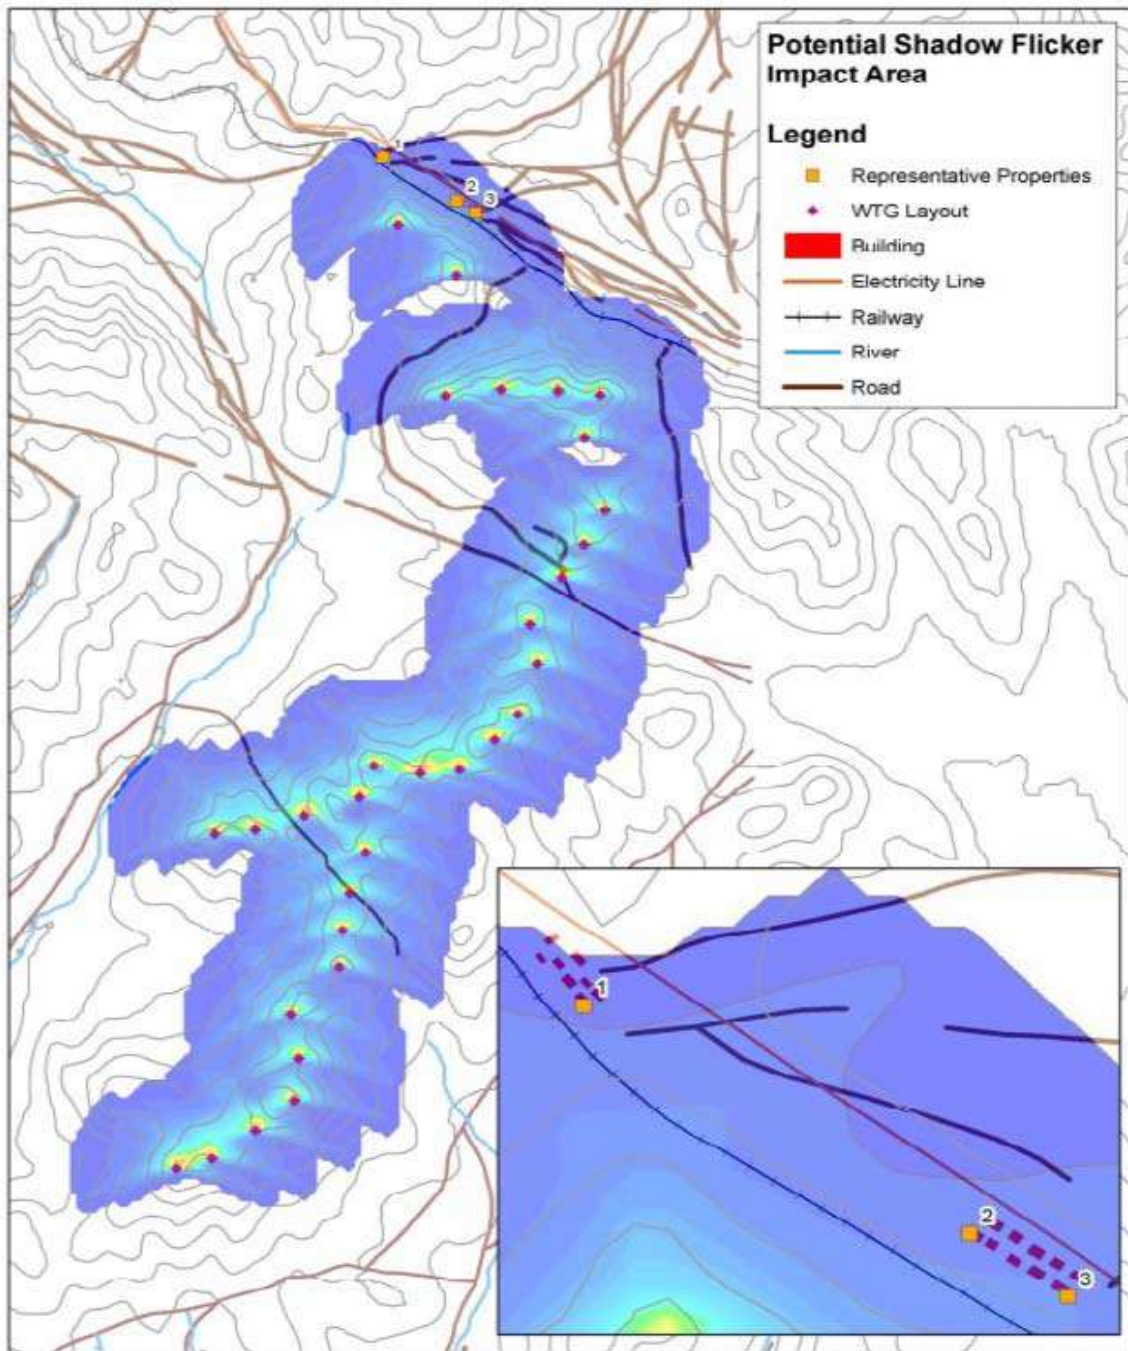 Potential Shadow Flicker
Impact Area
Legend
Representative Properties
WTG Layout
Building
Electricity Line
Railway
River
Road
1
2
3
1
2
3